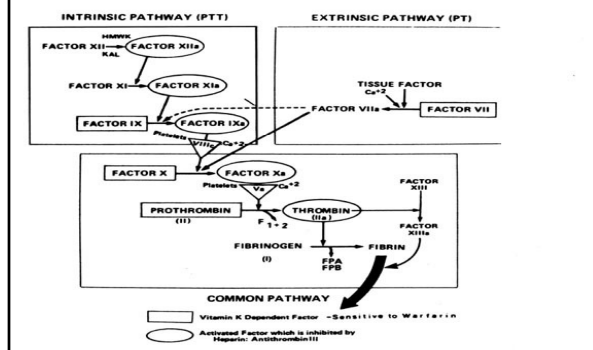 INTRINSIC PATHWAY (PTT)
EXTRINSIC PATHWAY (PT)
HMWK
FACTOR XII
KAL
FACTOR XIIa
FACTOR XI
FACTOR XIa
TISSUE FACTOR
Ca+2
FACTOR VIIa
FACTOR VII
FACTOR IX
FACTOR IXa
Platelets
VIIIa
Ca+2
FACTOR X
FACTOR Xa
Platelets
Va
Ca+2
FACTOR
XIII
PROTHROMBIN
(II)
THROMBIN
(IIa)
F 1+2
FACTOR
XIIIa
FIBRINOGEN
(I)
FIBRIN
FPA
FPB
COMMON PATHWAY
Vitamin K Dependent Factor -Sensitive to Warfarin
Activated Factor which is inhibited by
Heparin: Antithrombin III